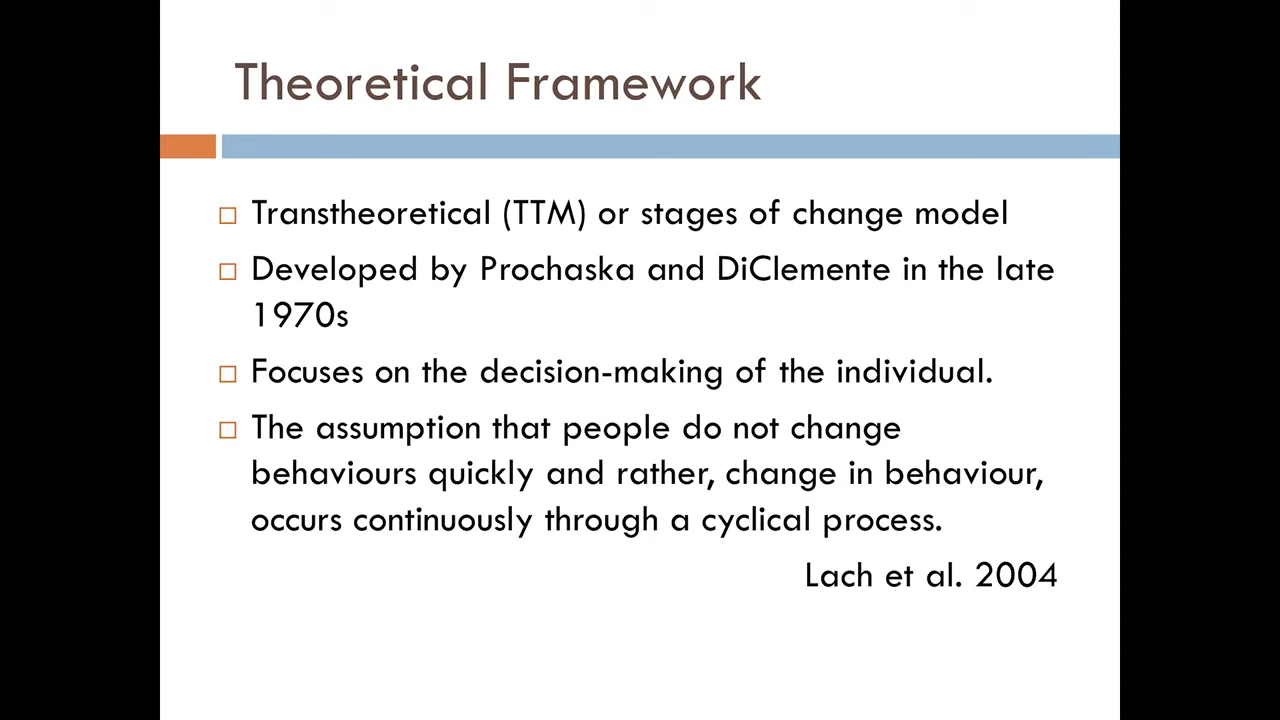 Theoretical Framework
Transtheoretical (TTM) or stages of change model
Developed by Prochaska and DiClemente in the late
1970s
Focuses on the decision-making of the individual.
The assumption that people do not change
behaviours quickly and rather, change in behaviour,
occurs continuously through a cyclical process.
Lach et al. 2004